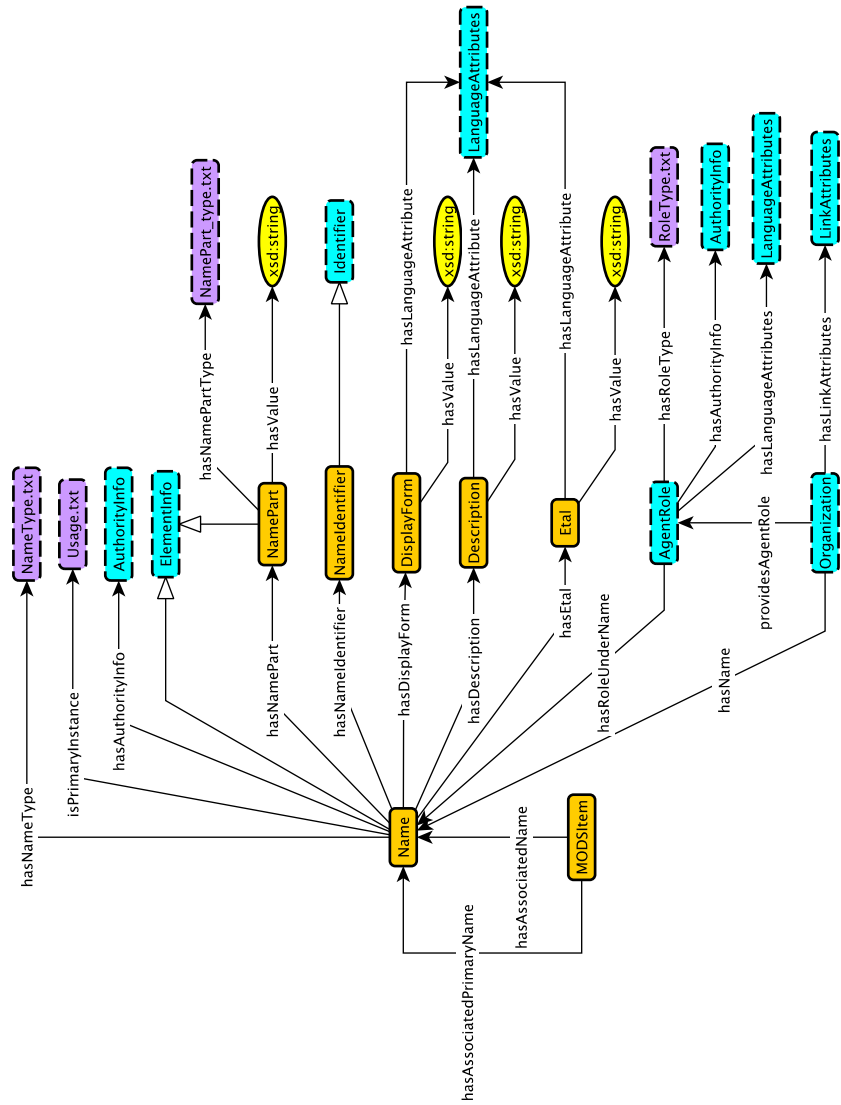 NameType.txt
Usage.txt
AuthorityInfo
ElementInfo
NamePart_type.txt
xsd:string
Identifier
LanguageAttributes
xsd:string
xsd:string
xsd:string
RoleType.txt
AuthorityInfo
LanguageAttributes
LinkAttributes
hasNamePartType
hasValue
hasLanguageAttribute
hasValue
hasLanguageAttribute
hasValue
hasLanguageAttribute
hasValue
hasRoleType
hasAuthorityInfo
hasLanguageAttributes
hasLinkAttributes
NamePart
NameIdentifier
DisplayForm
Description
Etal
AgentRole
providesAgentRole
Organization
hasNameType
isPrimaryInstance
hasAuthorityInfo
hasNamePart
hasNameIdentifier
hasDisplayForm
hasDescription
hasEtal
hasRoleUnderName
hasName
Name
MODSItem
hasAssociatedName
hasAssociatedPrimaryName